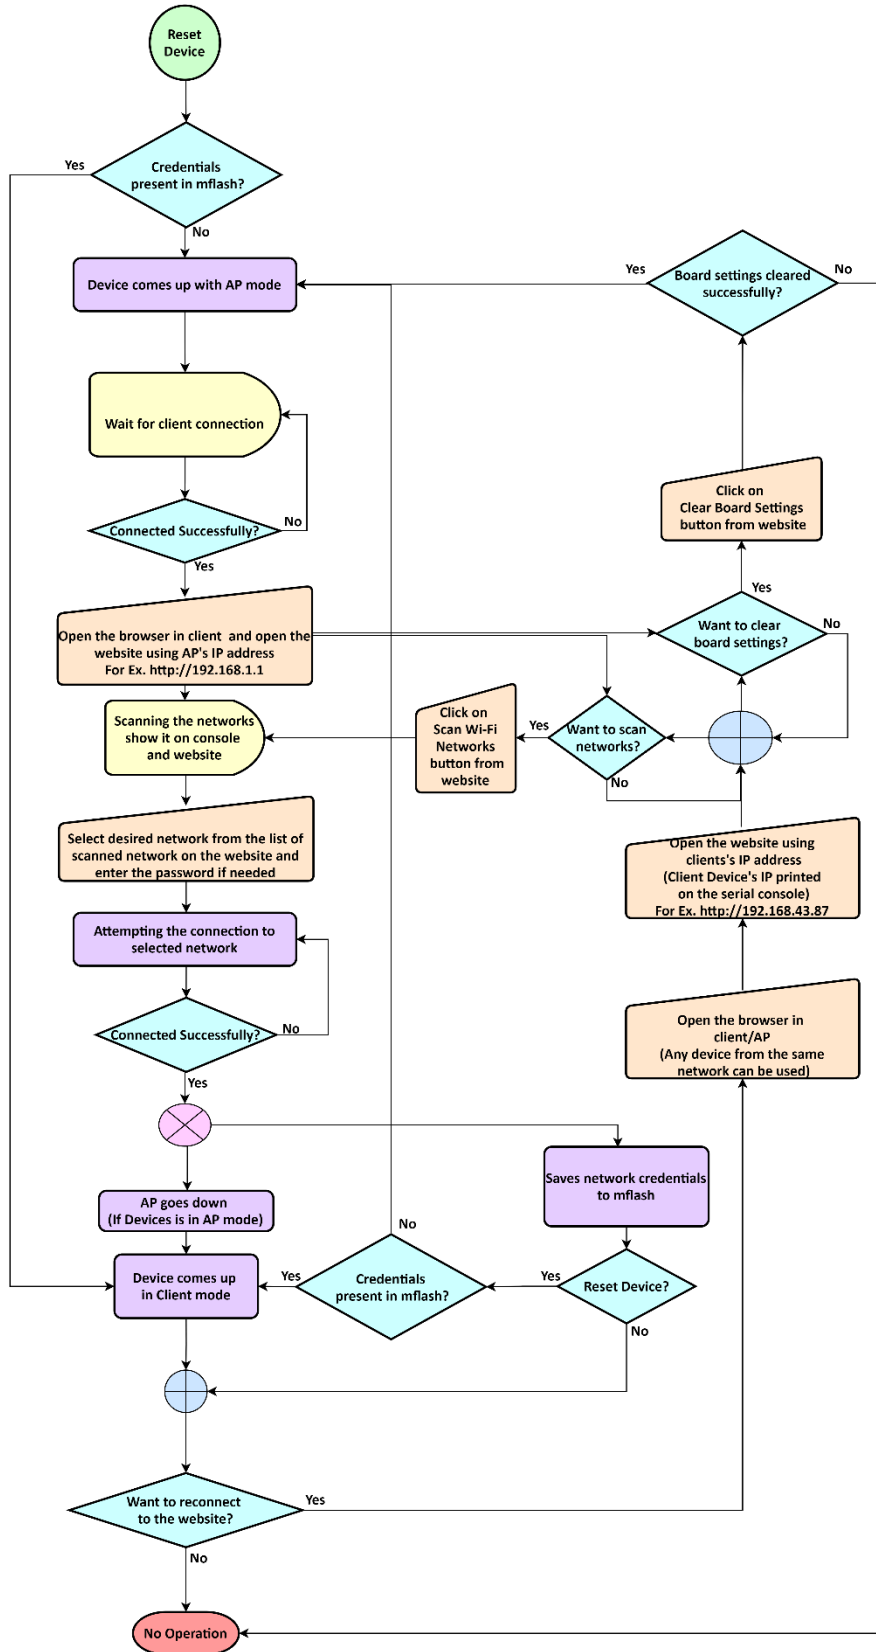 Reset
Device
Yes
Credentials
present in mflash?
No
Device comes up with AP mode
Yes
Board settings cleared
successfully?
No
Wait for client connection
Connected Successfully?
No
Yes
Click on
Clear Board Settings
button from website
Yes
Open the browser in client  and open the
website using AP's IP address
For Ex. http://192.168.1.1
Want to clear
board settings?
No
Scanning the networks
show it on console
and website
Click on
Scan Wi-Fi
Networks
button from
website
Yes
Want to scan
networks?
No
Select desired network from the list of
scanned network on the website and
enter the password if needed
Open the website using
clients's IP address
(Client Device's IP printed
on the serial console)
For Ex. http://192.168.43.87
Attempting the connection to
selected network
Connected Successfully?
No
Yes
Open the browser in
client/AP
(Any device from the same
network can be used)
Saves network credentials
to mflash
AP goes down
(If Devices is in AP mode)
No
Device comes up
in Client mode
Yes
Credentials
present in mflash?
Yes
Reset Device?
No
Want to reconnect
to the website?
Yes
No
No Operation